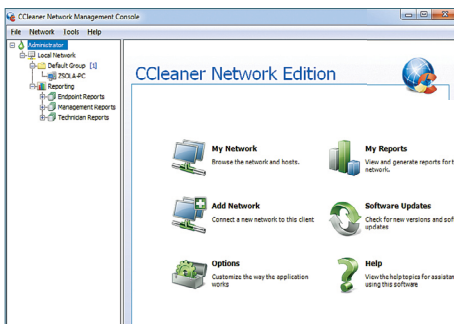 CCleaner Network Management Console
File Network Tools Help
Administrator
Local Network
Default Group [1]
ZSOLA-PC
Reporting
Endpoint Reports
Management Reports
Technician Reports
CCleaner Network Edition
My Network
Browse the network and hosts.
My Reports
View and generate reports for t
network.
Add Network
Connect a new network to this client
Software Updates
Check for new versions and soft
updates
Options
Customize the way the application
works
Help
View the help topics for assistan
using this software